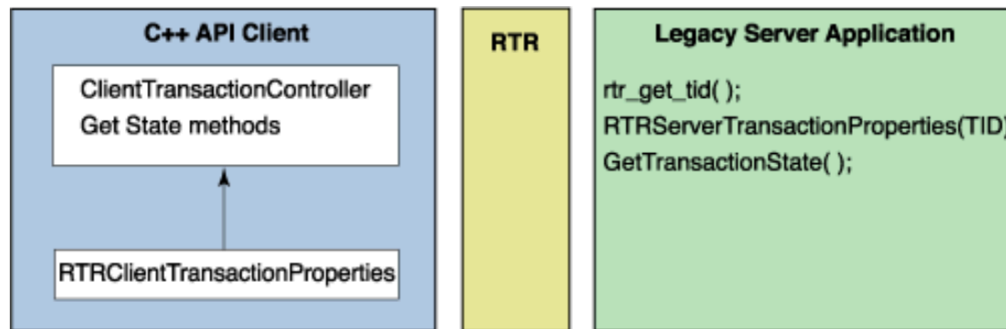 C++ API Client
ClientTransactionController
Get State methods
RTRClientTransactionProperties
RTR
Legacy Server Application
rtr_get_tid( );
RTRServerTransactionProperties(TID)
GetTransactionState( );